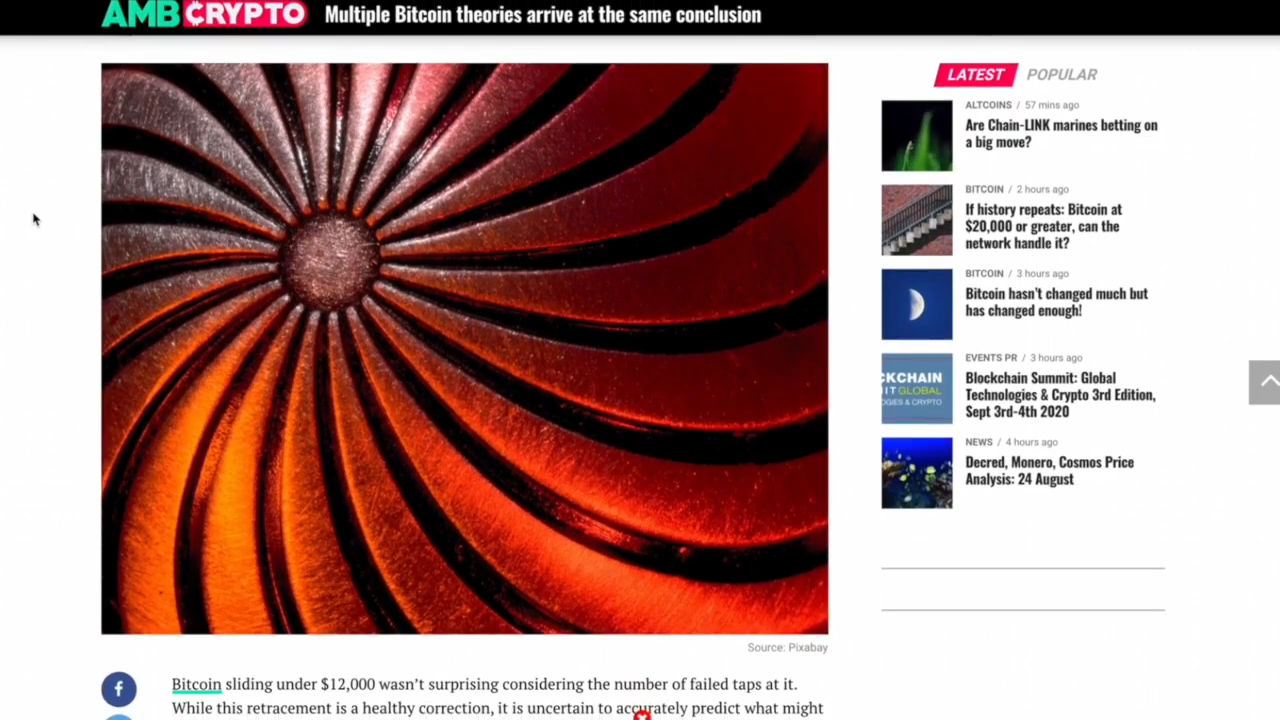 AMBCRYPTO Multiple Bitcoin theories arrive at the same conclusion
LATEST POPULAR
ALTCOINS / 57 mins ago
Are Chain-LINK marines betting on
a big move?
BITCOIN / 2 hours ago
If history repeats: Bitcoin at
$20,000 or greater, can the
network handle it?
BITCOIN / 3 hours ago
Bitcoin hasn't changed much but
has changed enough!
CKCHAIN
IT GLOBAL
OGIES & CRYPTO
EVENTS PR / 3 hours ago
Blockchain Summit: Global
Technologies & Crypto 3rd Edition,
Sept 3rd-4th 2020
NEWS / 4 hours ago
Decred, Monero, Cosmos Price
Analysis: 24 August
Source: Pixabay
f
Bitcoin sliding under $12,000 wasn't surprising considering the number of failed taps at it.
While this retracement is a healthy correction, it is uncertain to accurately predict what might